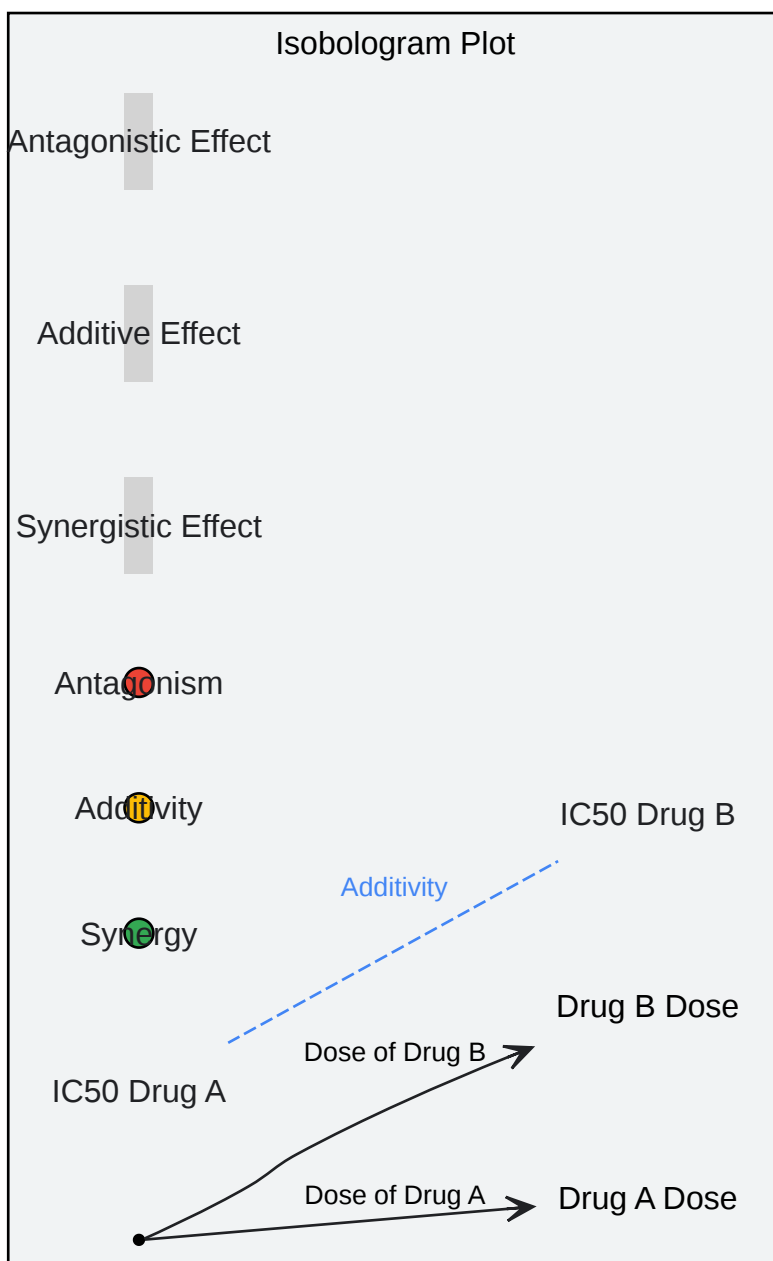 Isobologram Plot
Antagonistic Effect
Additive Effect
Synergistic Effect
Antagonism
Additivity
IC50 Drug B
Additivity
Synergy
Drug B Dose
Dose of Drug B
IC50 Drug A
Dose of Drug A
Drug A Dose